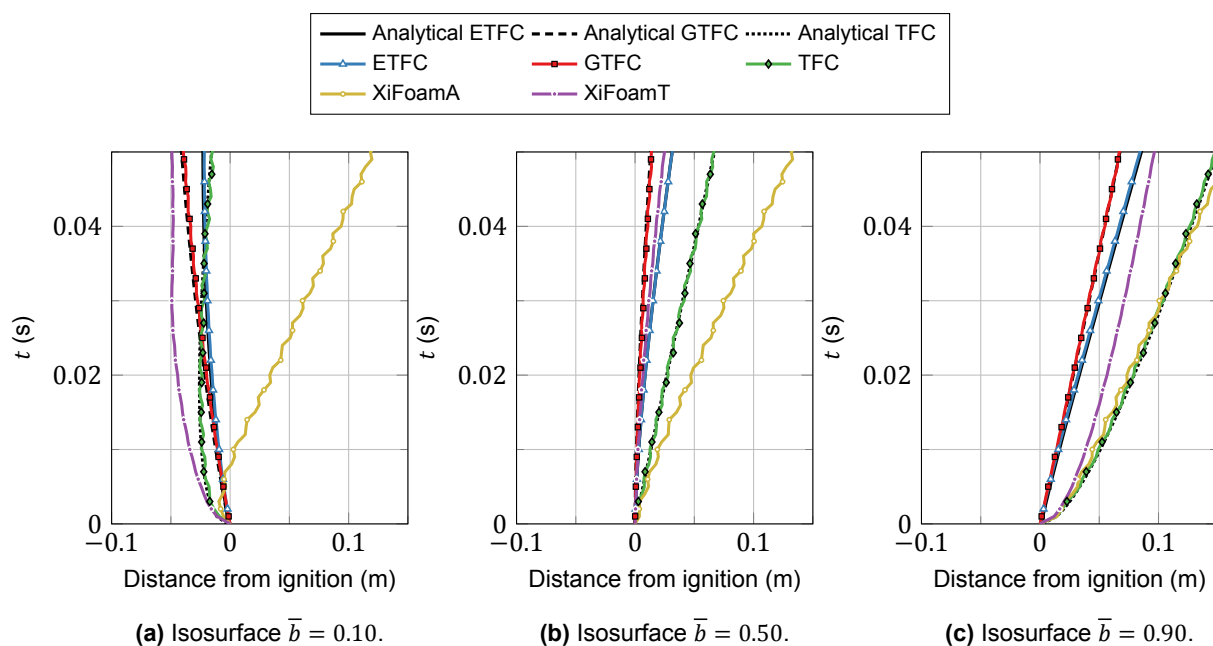 Analytical ETFC Analytical GTFC Analytical TFC
ETFC GTFC TFC
XiFoamA XiFoamT
0.04
0.02
0
−0.1 0 0.1
t (s)
Distance from ignition (m)
(a) Isosurface b̅ = 0.10.
0.04
0.02
0
−0.1 0 0.1
t (s)
Distance from ignition (m)
(b) Isosurface b̅ = 0.50.
0.04
0.02
0
−0.1 0 0.1
t (s)
Distance from ignition (m)
(c) Isosurface b̅ = 0.90.